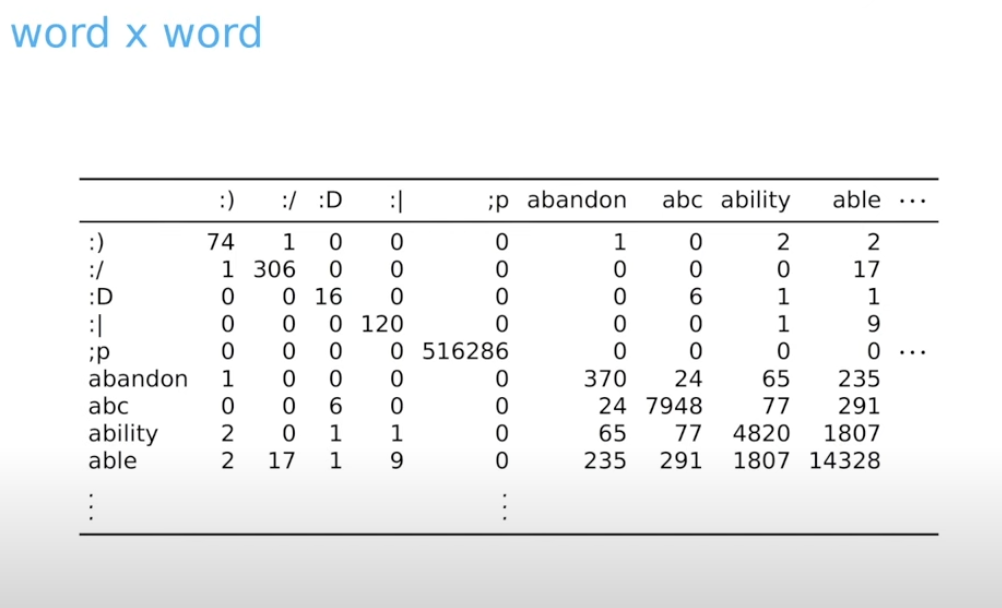 word x word
:) :/ :D :| ;p abandon abc ability able ⋯
:) 74 1 0 0 0 1 0 2 2
:/ 1 306 0 0 0 0 0 0 17
:D 0 0 16 0 0 0 6 1 1
:| 0 0 0 120 0 0 0 1 9
;p 0 0 0 0 516286 0 0 0 0 ⋯
abandon 1 0 0 0 0 370 24 65 235
abc 0 0 6 0 0 24 7948 77 291
ability 2 0 1 1 0 65 77 4820 1807
able 2 17 1 9 0 235 291 1807 14328
⋮ ⋮